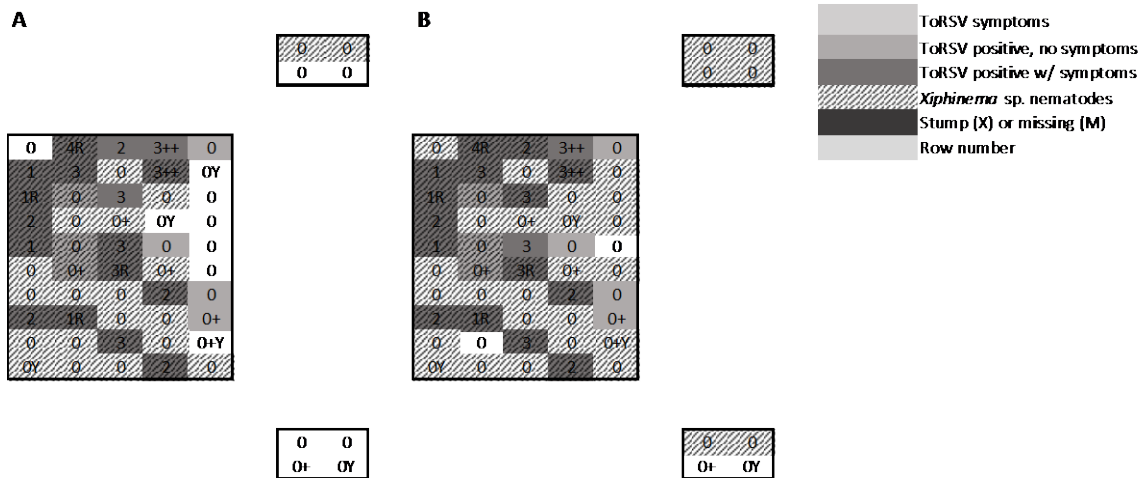 A
B
0 0
0 0
0 0
0 0
ToRSV symptoms
ToRSV positive, no symptoms
ToRSV positive w/ symptoms
Xiphinema sp. nematodes
Stump (X) or missing (M)
Row number
0 4R 2 3++ 0
1 3 0 3++ 0Y
1R 0 3 0 0
2 0 0+ 0Y 0
1 0 3 0 0
0 0+ 3R 0+ 0
0 0 0 2 0
2 1R 0 0 0+
0 0 3 0 0+Y
0Y 0 0 2 0
0 4R 2 3++ 0
1 3 0 3++ 0
1R 0 3 0 0
2 0 0+ 0Y 0
1 0 3 0 0
0 0+ 3R 0+ 0
0 0 0 2 0
2 1R 0 0 0+
0 0 3 0 0+Y
0Y 0 0 2 0
0 0
0+ 0Y
0 0
0+ 0Y